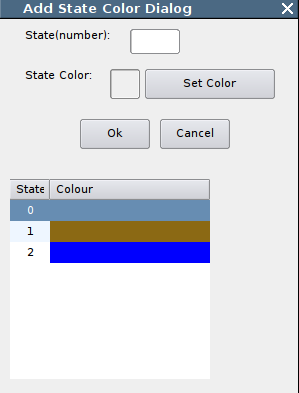 Add State Color Dialog
State(number):
State Color:
Set Color
Ok Cancel
State Colour
0
1
2